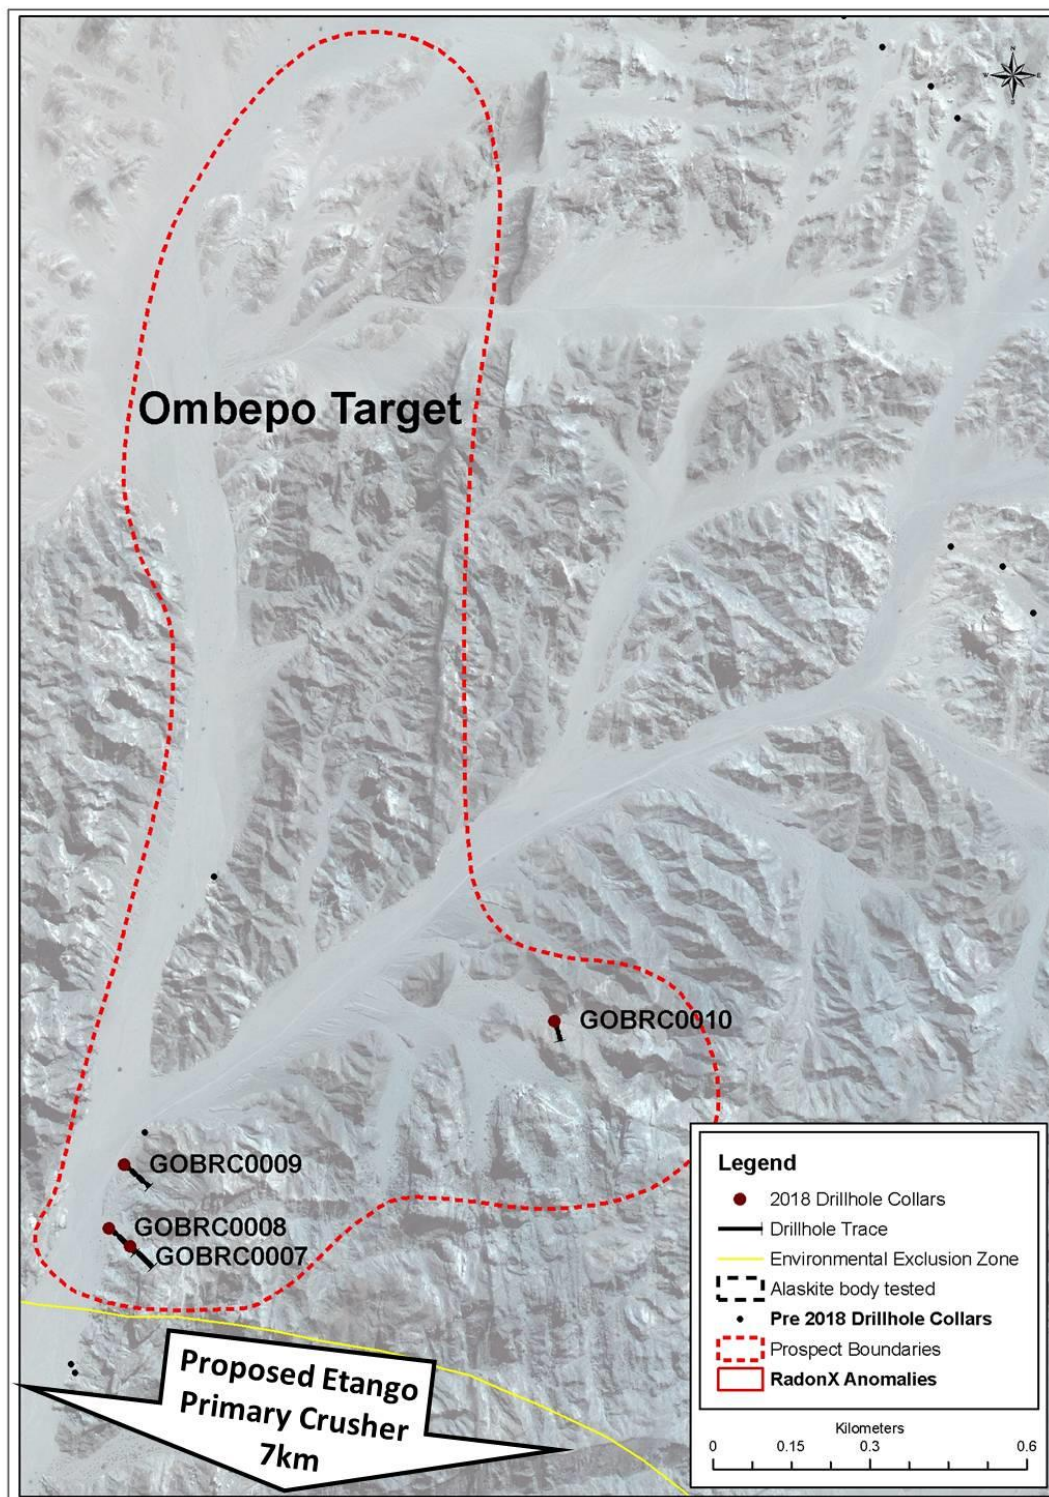 N
W E
S
Ombepo Target
GOBRC0010
GOBRC0009
GOBRC0008
GOBRC0007
Legend
2018 Drillhole Collars
Drillhole Trace
Environmental Exclusion Zone
Alaskite body tested
Pre 2018 Drillhole Collars
Prospect Boundaries
RadonX Anomalies
Kilometers
0 0.15 0.3 0.6
Proposed Etango
Primary Crusher
7km